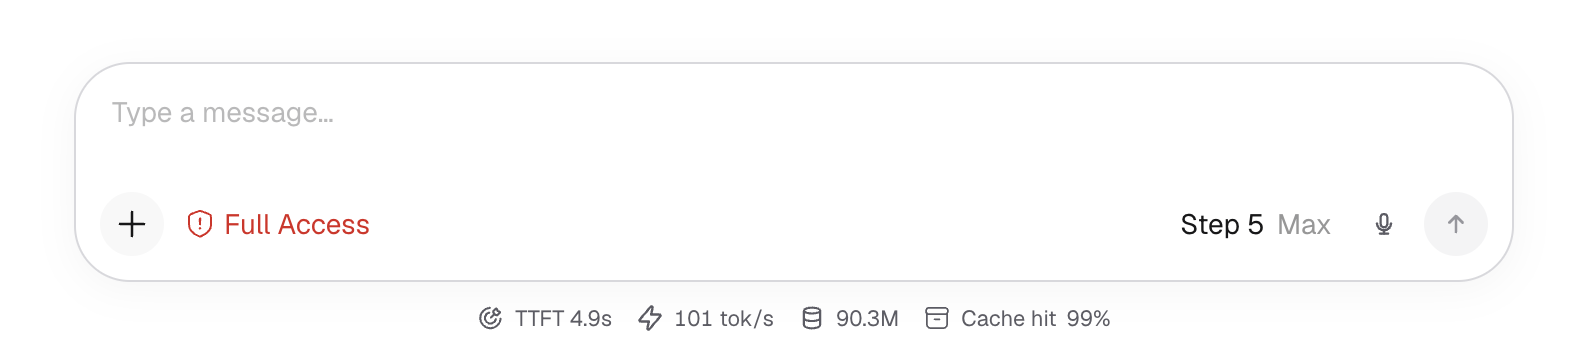 Type a message...
Full Access Step 5 Max
TTFT 4.9s 101 tok/s 90.3M Cache hit 99%